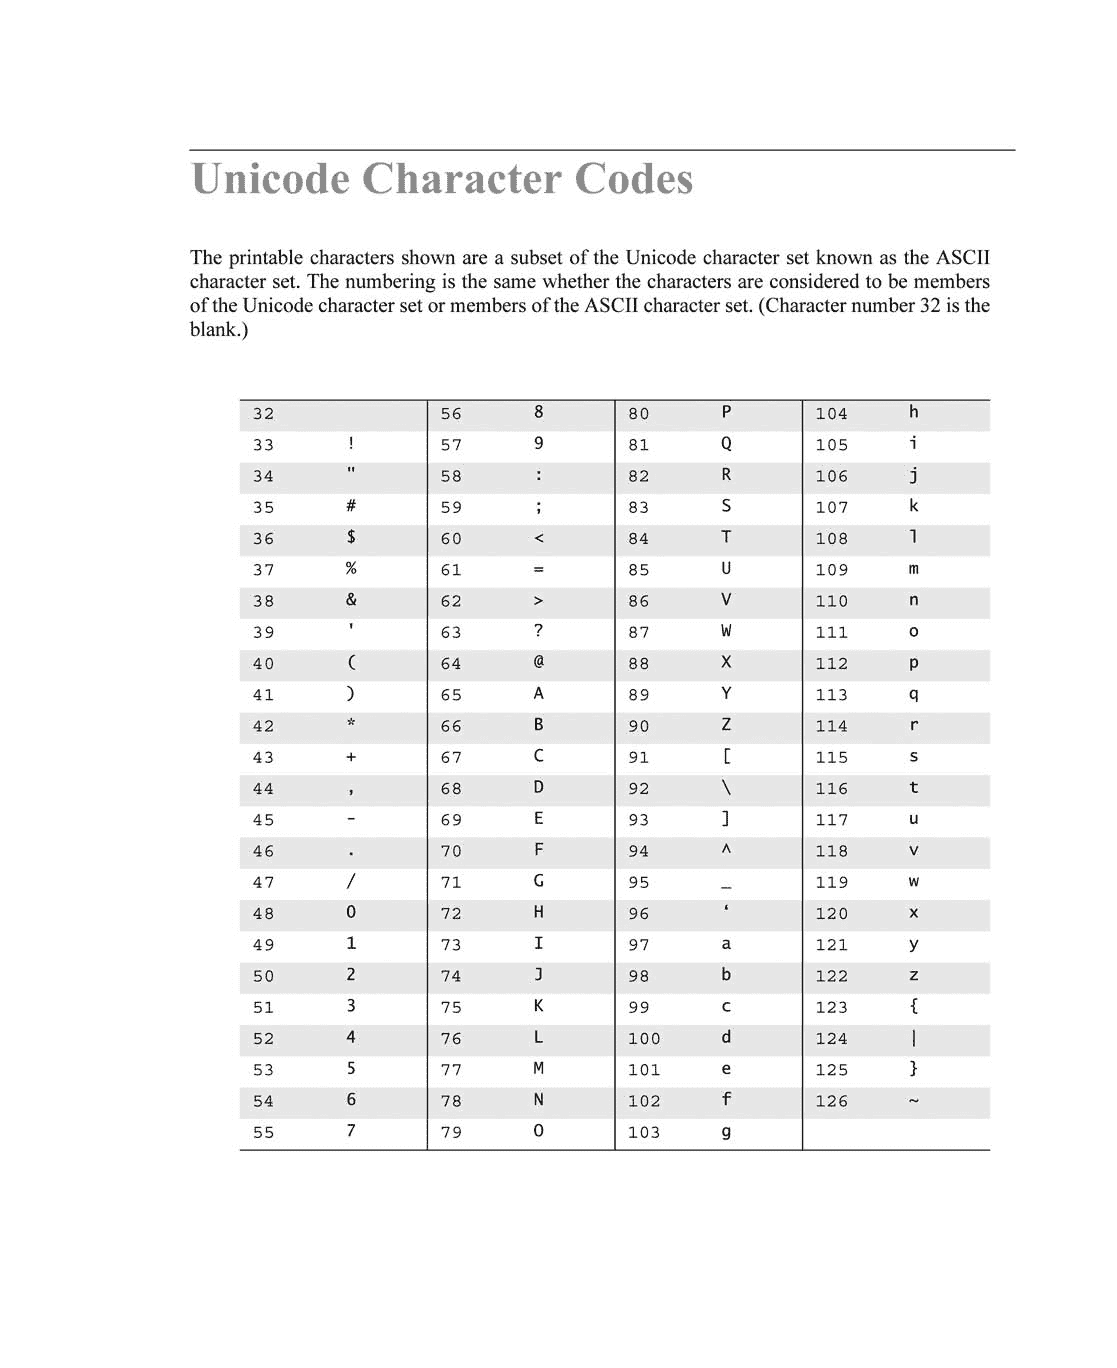 Unicode Character Codes
The printable characters shown are a subset of the Unicode character set known as the ASCII
character set. The numbering is the same whether the characters are considered to be members
of the Unicode character set or members of the ASCII character set. (Character number 32 is the
blank.)
32 56 8 80 P 104 h
33 ! 57 9 81 Q 105 i
34 " 58 : 82 R 106 j
35 # 59 ; 83 S 107 k
36 $ 60 < 84 T 108 l
37 % 61 = 85 U 109 m
38 & 62 > 86 V 110 n
39 ' 63 ? 87 W 111 o
40 ( 64 @ 88 X 112 p
41 ) 65 A 89 Y 113 q
42 * 66 B 90 Z 114 r
43 + 67 C 91 [ 115 s
44 , 68 D 92 \ 116 t
45 - 69 E 93 ] 117 u
46 . 70 F 94 ^ 118 v
47 / 71 G 95 _ 119 w
48 0 72 H 96 ‘ 120 x
49 1 73 I 97 a 121 y
50 2 74 J 98 b 122 z
51 3 75 K 99 c 123 {
52 4 76 L 100 d 124 |
53 5 77 M 101 e 125 }
54 6 78 N 102 f 126 ~
55 7 79 O 103 g